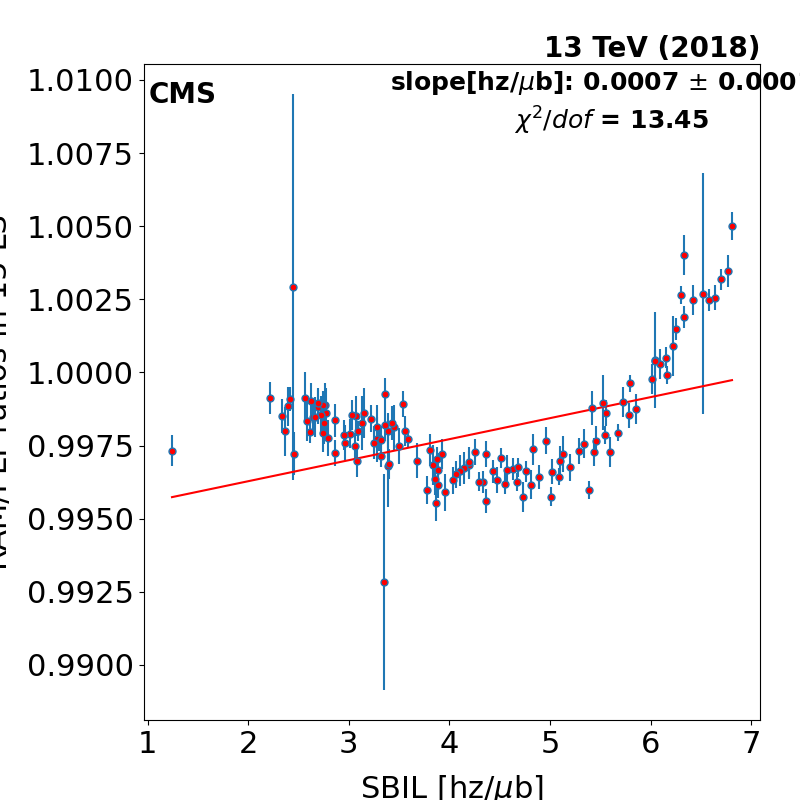 13 TeV (2018)
CMS
slope[hz/μb]: 0.0007 ± 0.000
χ²/dof = 13.45
1.0100
1.0075
1.0050
1.0025
1.0000
0.9975
0.9950
0.9925
0.9900
1 2 3 4 5 6 7
SBIL [hz/μb]